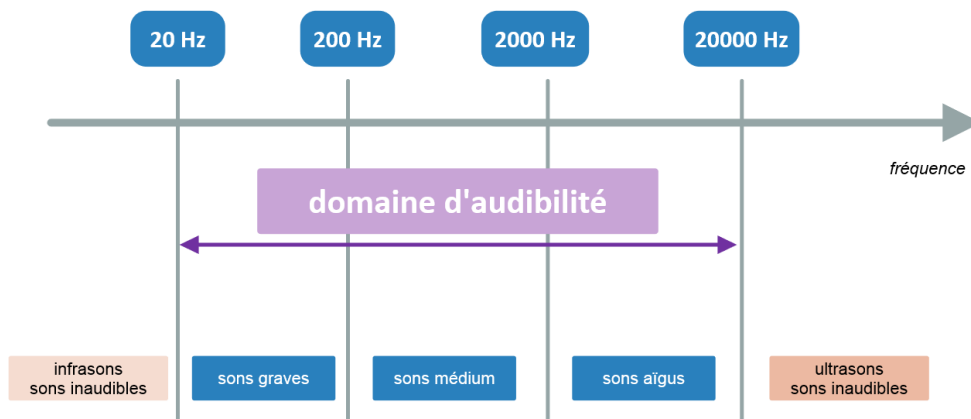 20 Hz
200 Hz
2000 Hz
20000 Hz
fréquence
domaine d'audibilité
infrasons
sons inaudibles
sons graves
sons médium
sons aïgus
ultrasons
sons inaudibles